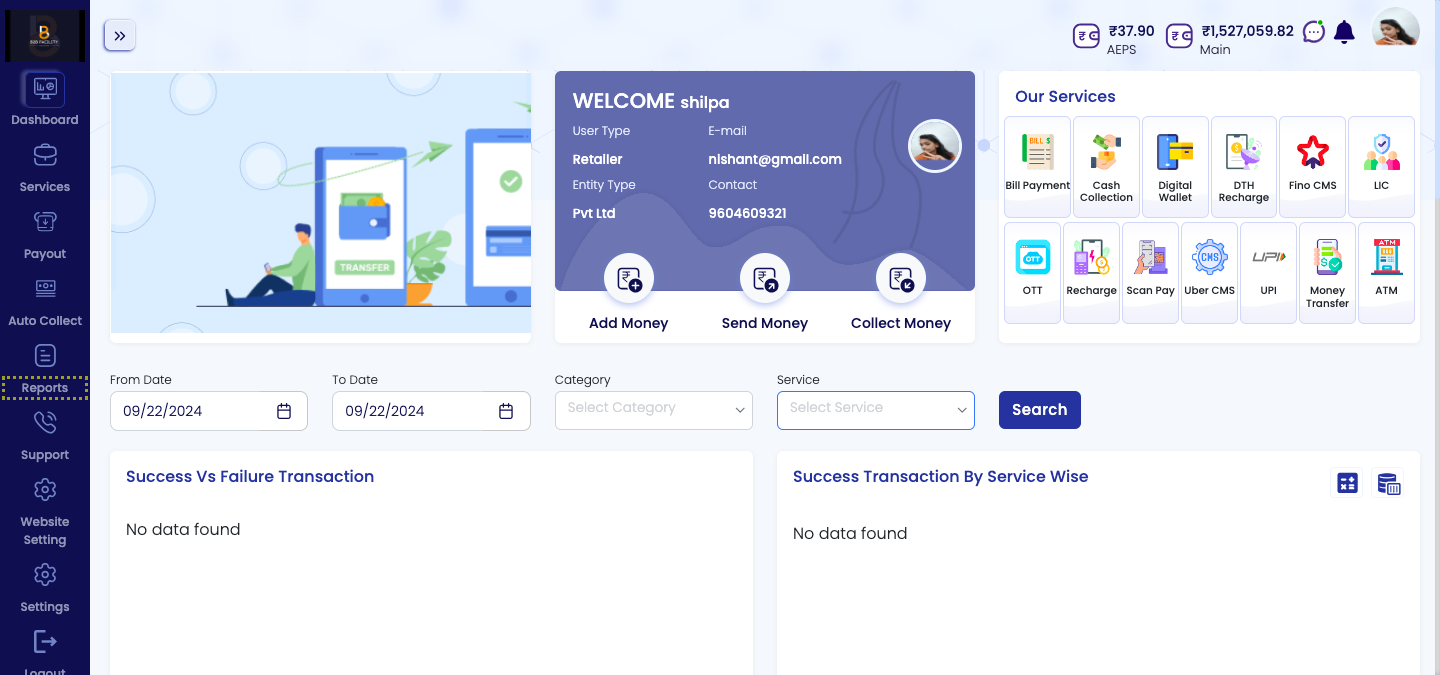 B2B FACILITY
₹37.90
AEPS
₹1,527,059.82
Main
Dashboard
Services
Payout
Auto Collect
Reports
Support
Website
Setting
Settings
Logout
TRANSFER
WELCOME shilpa
User Type
E-mail
Retailer
nishant@gmail.com
Entity Type
Contact
Pvt Ltd
9604609321
Add Money
Send Money
Collect Money
Our Services
BILL $
Bill Payment
Cash
Collection
Digital
Wallet
DTH
Recharge
Fino CMS
LIC
OTT
OTT
Recharge
Scan Pay
CMS
Uber CMS
UPI
UPI
Money
Transfer
ATM
ATM
From Date
To Date
Category
Service
09/22/2024
09/22/2024
Select Category
Select Service
Search
Success Vs Failure Transaction
No data found
Success Transaction By Service Wise
No data found